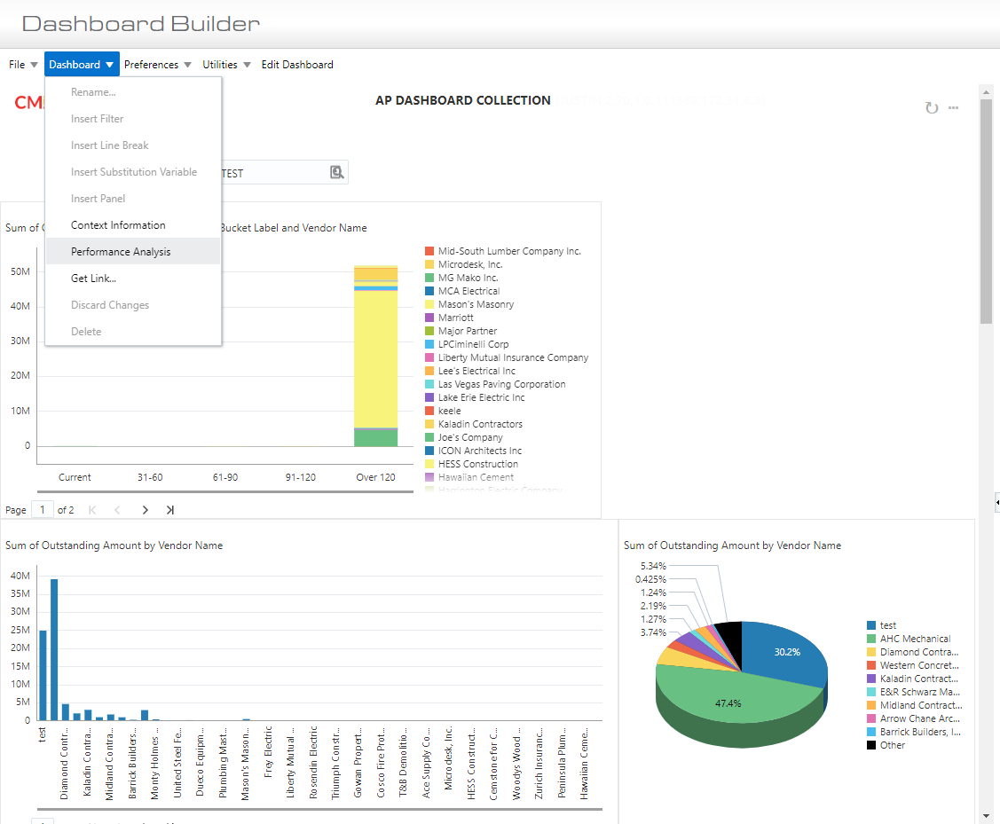 Dashboard Builder
File Dashboard Preferences Utilities Edit Dashboard
CM
AP DASHBOARD COLLECTION
Rename...
Insert Filter
Insert Line Break
Insert Substitution Variable
Insert Panel
Context Information
Performance Analysis
Get Link...
Discard Changes
Delete
TEST
Sum of Bucket Label and Vendor Name
50M
40M
30M
20M
10M
0
Current 31-60 61-90 91-120 Over 120
Mid-South Lumber Company Inc.
Microdesk, Inc.
MG Mako Inc.
MCA Electrical
Mason's Masonry
Marriott
Major Partner
LPCiminelli Corp
Liberty Mutual Insurance Company
Lee's Electrical Inc
Las Vegas Paving Corporation
Lake Erie Electric Inc
keele
Kaladin Contractors
Joe's Company
ICON Architects Inc
HESS Construction
Hawaiian Cement
Harrington Electric Company
Page 1 of 2
Sum of Outstanding Amount by Vendor Name
40M
35M
30M
25M
20M
15M
10M
5M
0
test
Diamond Contr...
Kaladin Contra...
Midland Contra...
Barrick Builders...
Monty Holmes ...
United Steel Fe...
Dueco Equipm...
Plumbing Mast...
Mason's Mason...
Frey Electric
Liberty Mutual ...
Rosendin Electric
Triumph Constr...
Gowan Propert...
Cosco Fire Prot...
T&B Demolitio...
Ace Supply Co....
Microdesk, Inc.
HESS Construct...
Cemstone for C...
Woodys Wood ...
Zurich Insuranc...
Peninsula Plum...
Hawaiian Ceme...
Sum of Outstanding Amount by Vendor Name
5.34%
0.425%
1.24%
2.19%
1.27%
3.74%
30.2%
47.4%
test
AHC Mechanical
Diamond Contra...
Western Concret...
Kaladin Contract...
E&R Schwarz Ma...
Midland Contract...
Arrow Chane Arc...
Barrick Builders, I...
Other